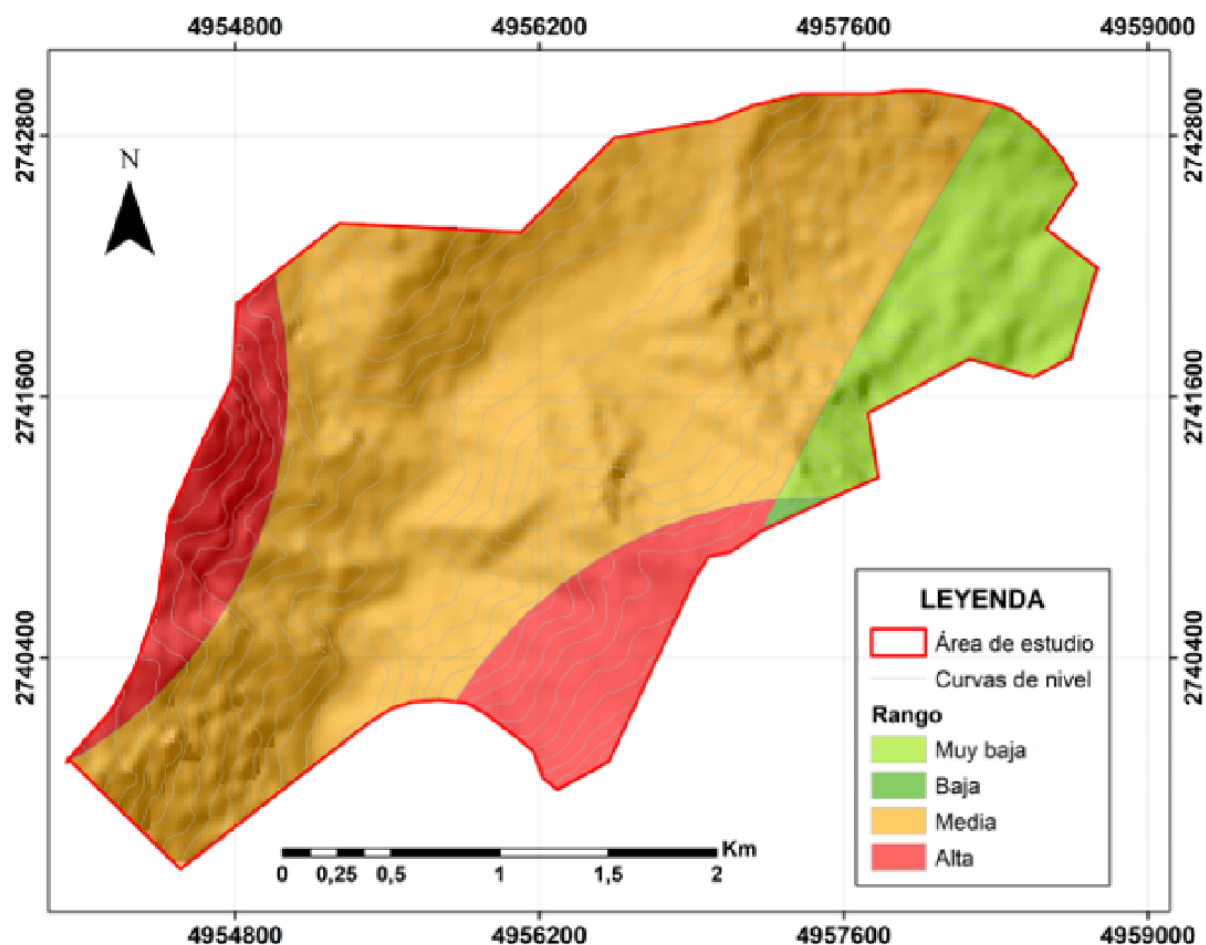 4954800 4956200 4957600 4959000
2742800 2742800
N
2741600 2741600
2740400 2740400
LEYENDA
Área de estudio
Curvas de nivel
Rango
Muy baja
Baja
Media
Alta
Km
0 0,25 0,5 1 1,5 2
4954800 4956200 4957600 4959000